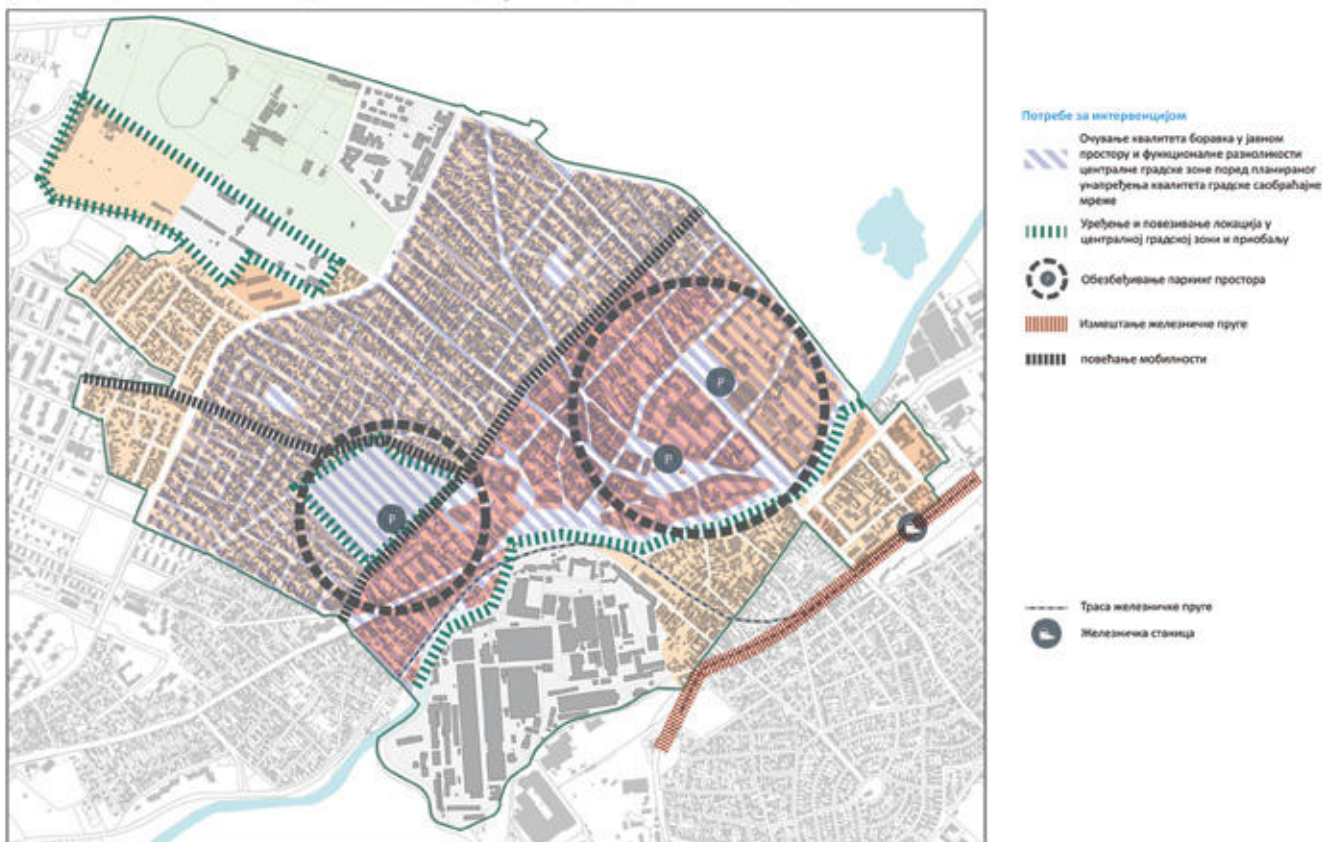 Потребе за интервенцијом
Очување квалитета боравка у јавном
простору и функционалне разноликости
централне градске зоне поред планираног
унапређења квалитета градске саобраћајне
мреже
Уређење и повезивање локација у
централној градској зони и приобаљу
P
Обезбеђивање паркинг простора
Измештање железничке пруге
повећање мобилности
P
P
P
Траса железничке пруге
Железничка станица